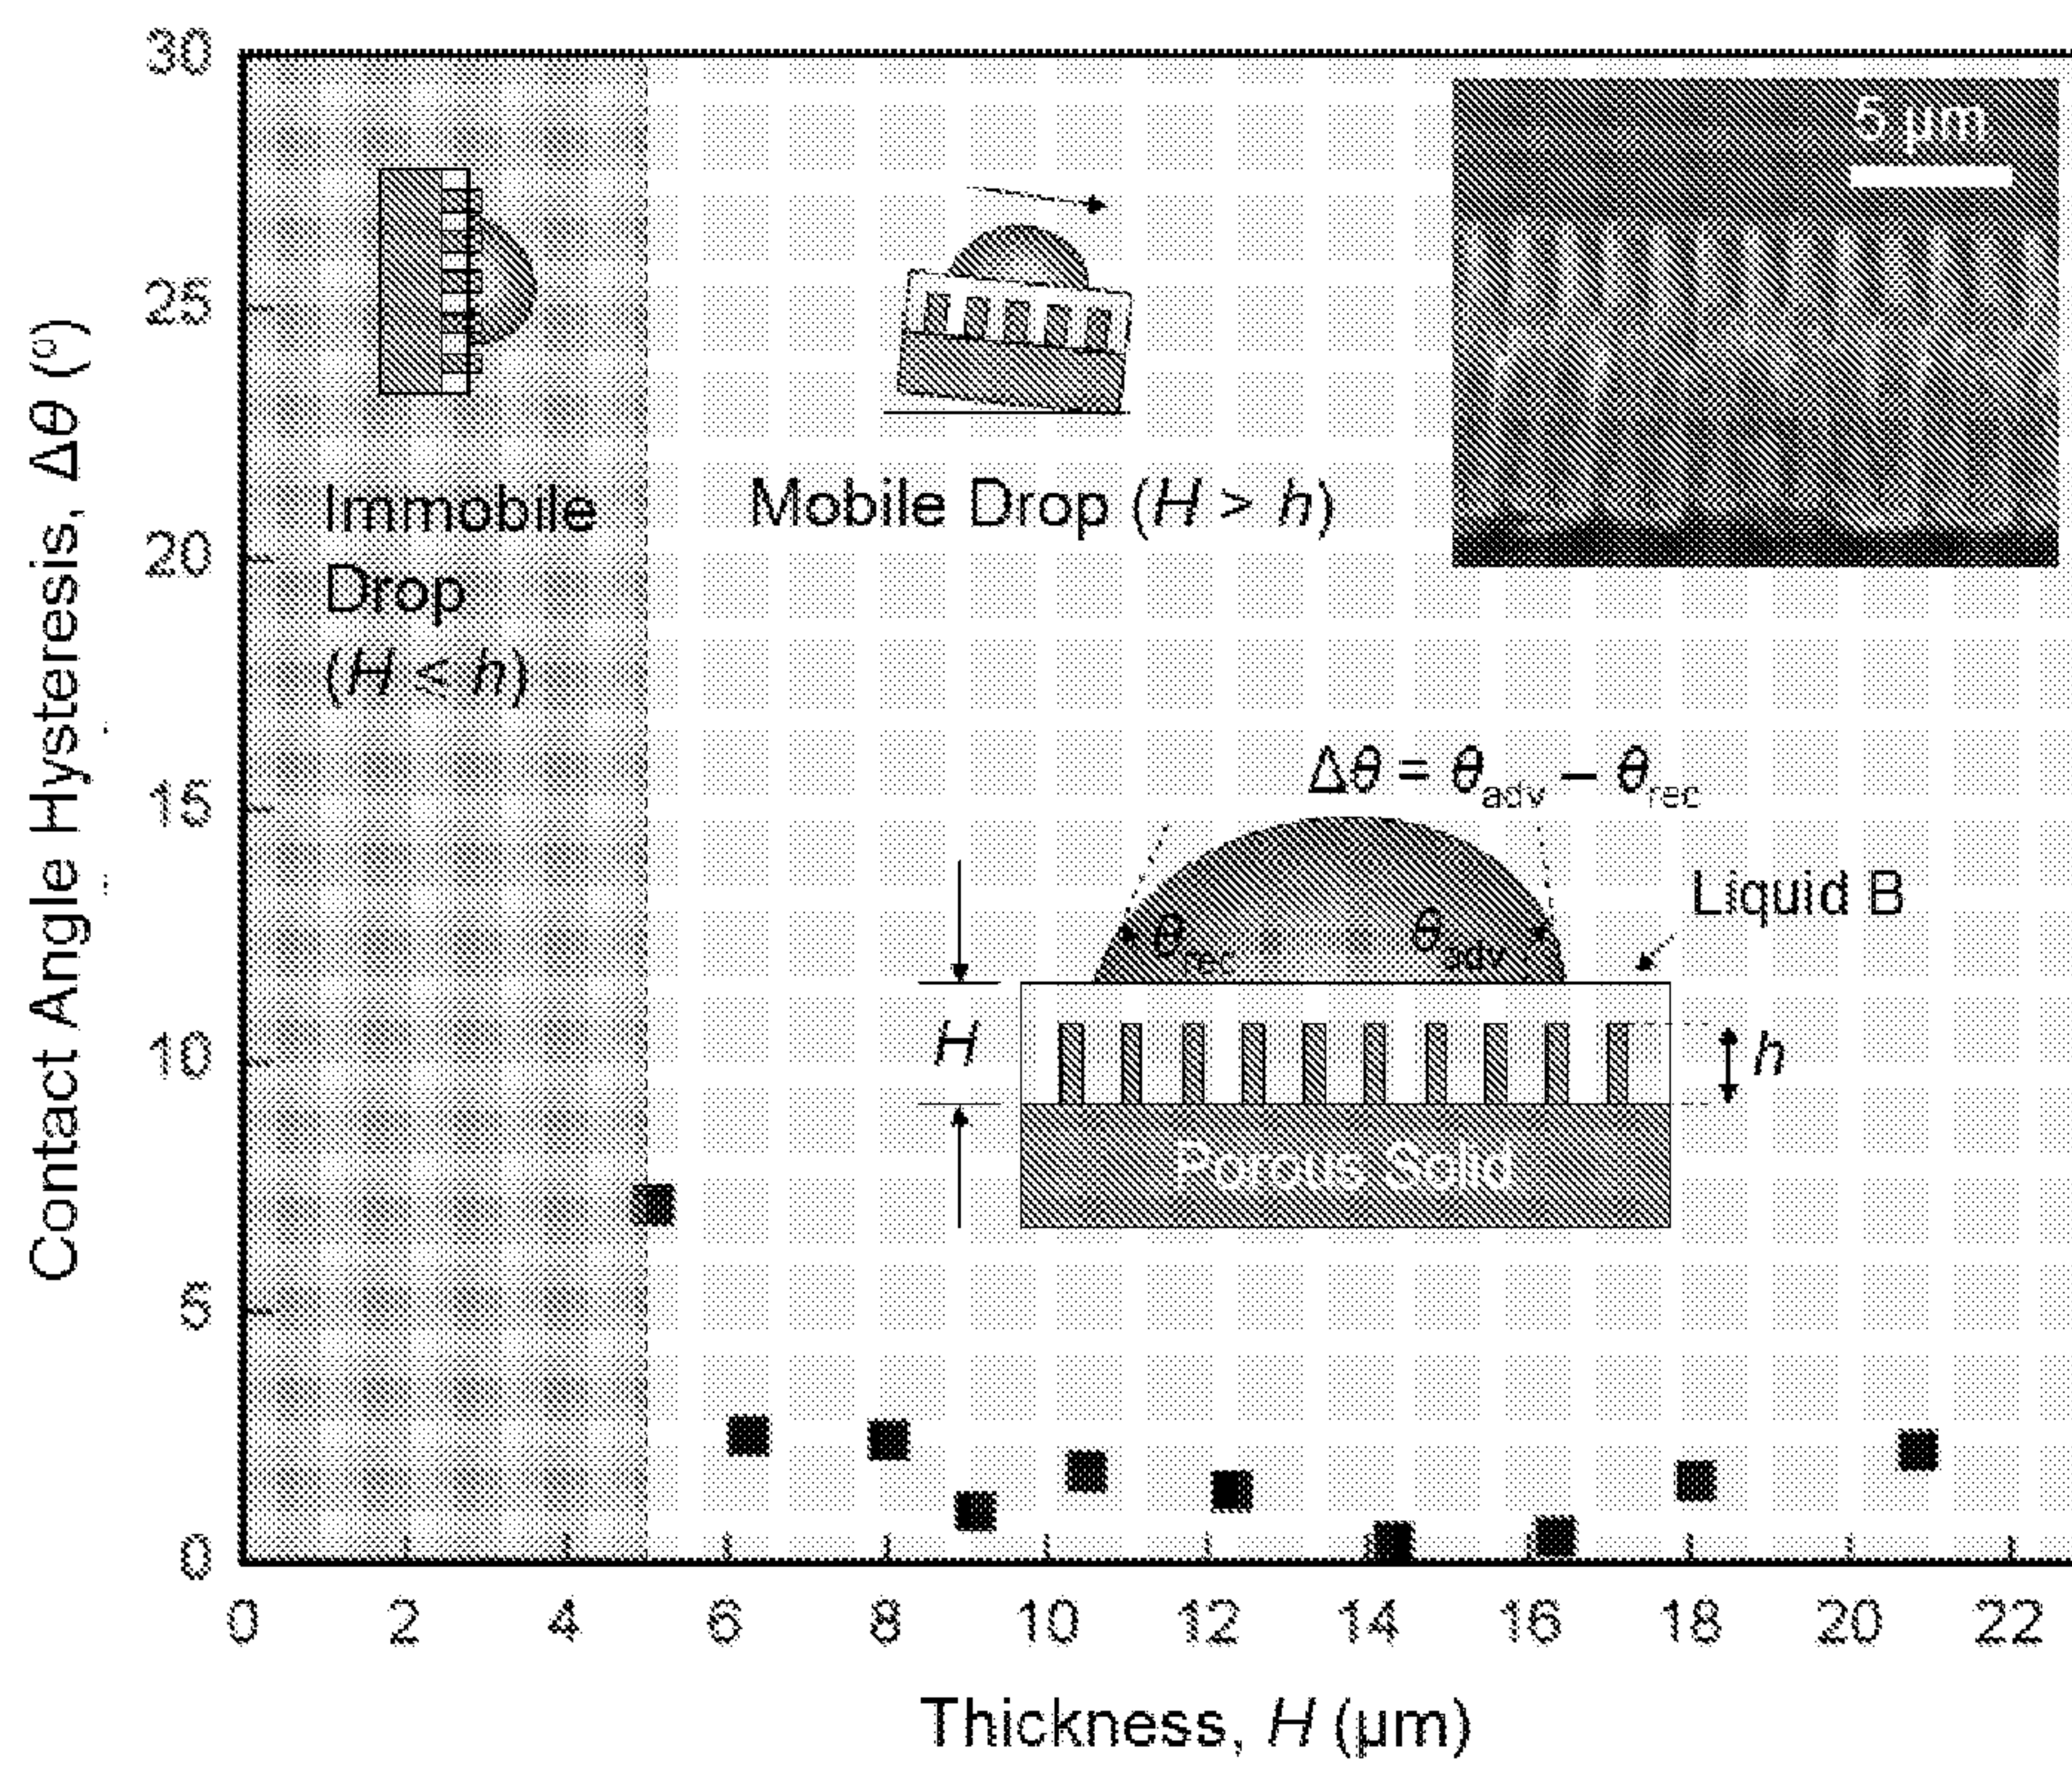 Contact Angle Hysteresis, Δθ (°)
30
25
20
15
10
5
0
5 μm
Immobile
Drop
(H ≤ h)
Mobile Drop (H > h)
Δθ = θadv – θrec
Liquid B
θrec
θadv
H
h
Porous Solid
0 2 4 6 8 10 12 14 16 18 20 22
Thickness, H (μm)